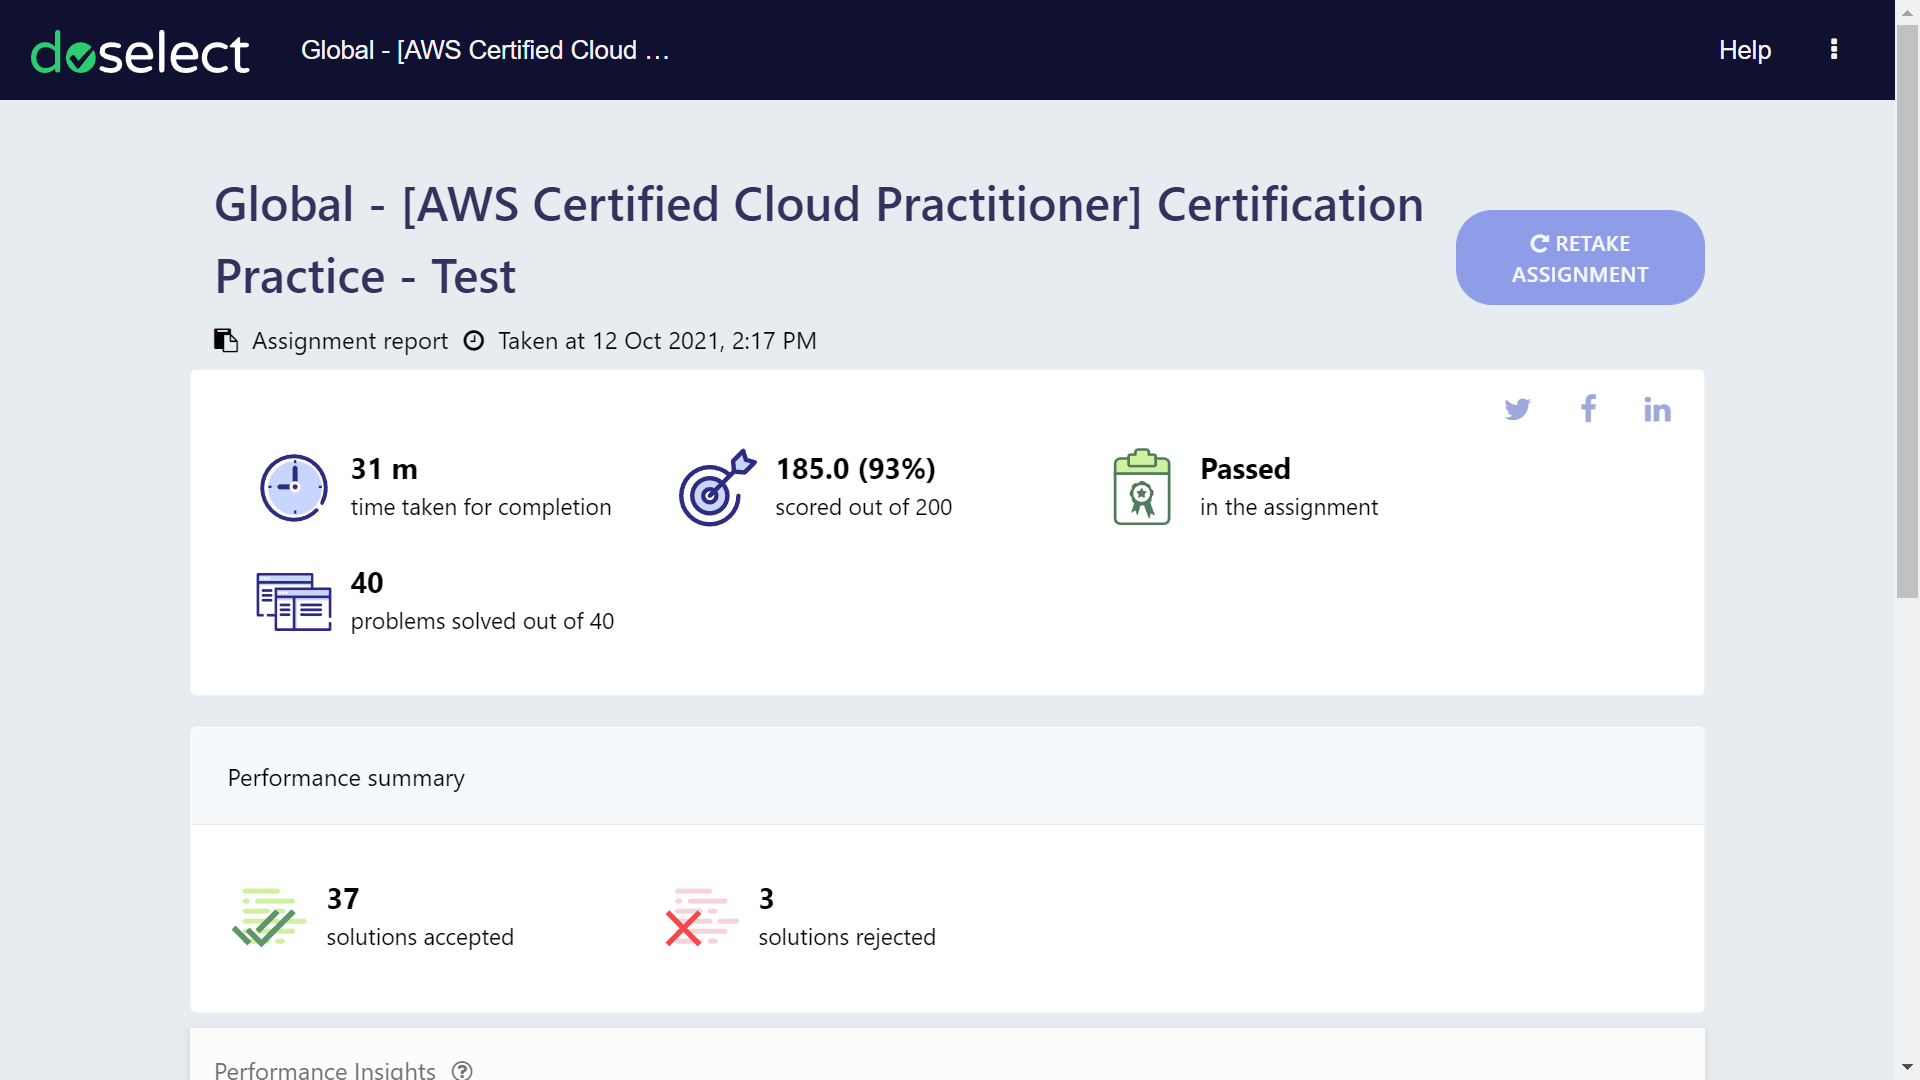 doselect
Global - [AWS Certified Cloud …
Help
Global - [AWS Certified Cloud Practitioner] Certification
Practice - Test
RETAKE
ASSIGNMENT
Assignment report
Taken at 12 Oct 2021, 2:17 PM
31 m
time taken for completion
185.0 (93%)
scored out of 200
Passed
in the assignment
40
problems solved out of 40
Performance summary
37
solutions accepted
3
solutions rejected
Performance Insights